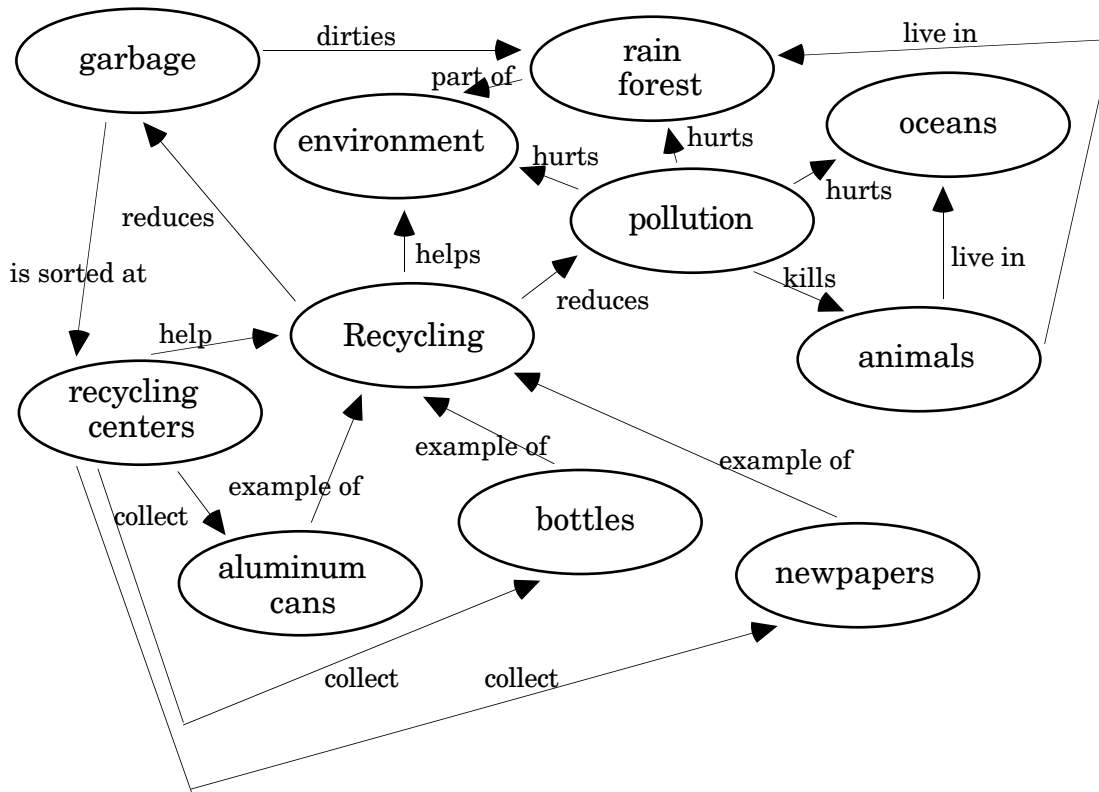 dirties
live in
rain
forest
garbage
part of
oceans
environment
hurts
hurts
hurts
reduces
pollution
helps
live in
is sorted at
kills
reduces
help
Recycling
animals
recycling
centers
example of
example of
example of
collect
bottles
aluminum
cans
newpapers
collect
collect